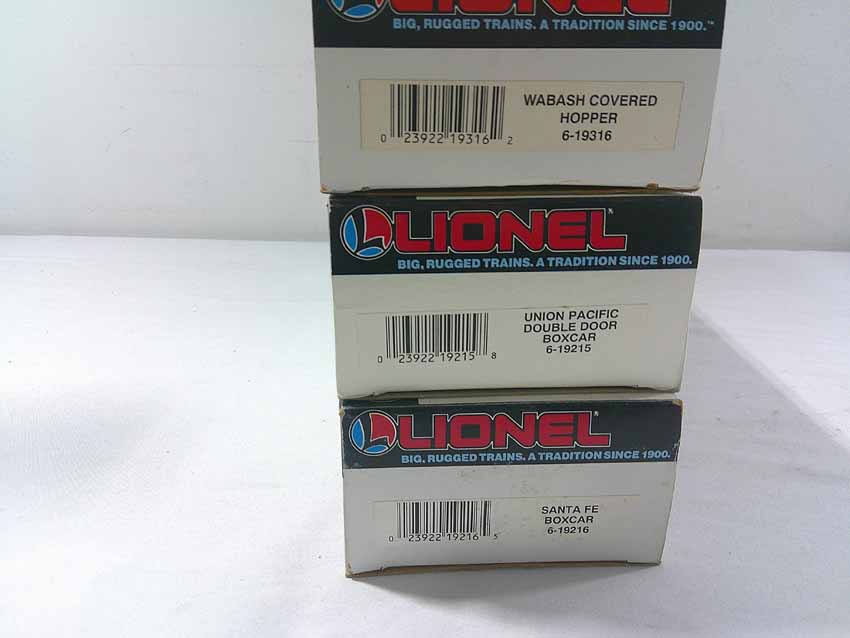 LIONEL
BIG, RUGGED TRAINS. A TRADITION SINCE 1900.™
WABASH COVERED
HOPPER
6-19316
0 23922 19316 2
LIONEL
BIG, RUGGED TRAINS. A TRADITION SINCE 1900.
UNION PACIFIC
DOUBLE DOOR
BOXCAR
6-19215
0 23922 19215 8
LIONEL
BIG, RUGGED TRAINS. A TRADITION SINCE 1900.
SANTA FE
BOXCAR
6-19216
0 23922 19216 5